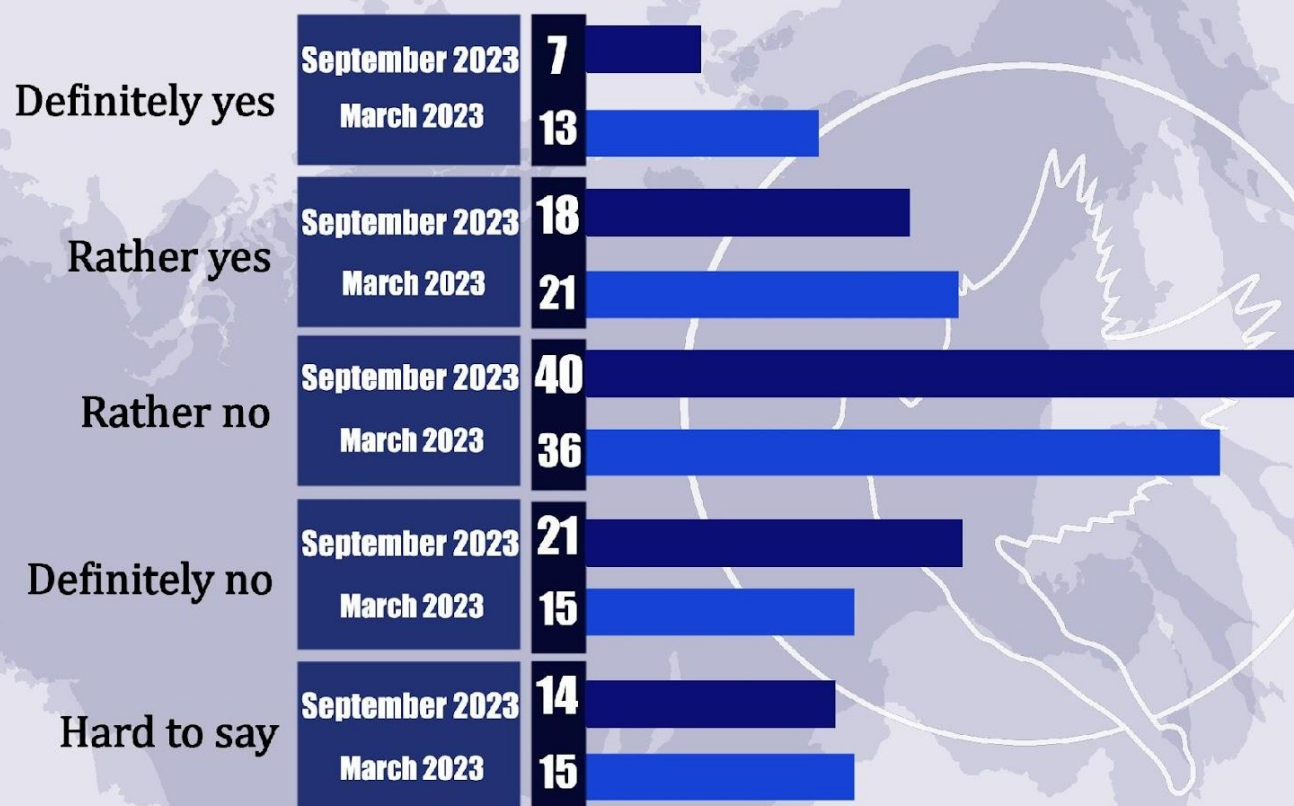 Definitely yes
September 2023 7
March 2023 13
Rather yes
September 2023 18
March 2023 21
Rather no
September 2023 40
March 2023 36
Definitely no
September 2023 21
March 2023 15
Hard to say
September 2023 14
March 2023 15